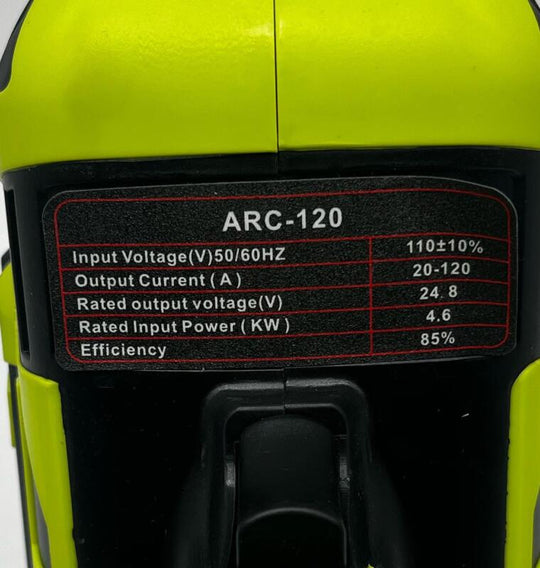 ARC-120
Input Voltage(V)50/60HZ 110±10%
Output Current ( A ) 20-120
Rated output voltage(V) 24.8
Rated Input Power ( KW ) 4.6
Efficiency 85%